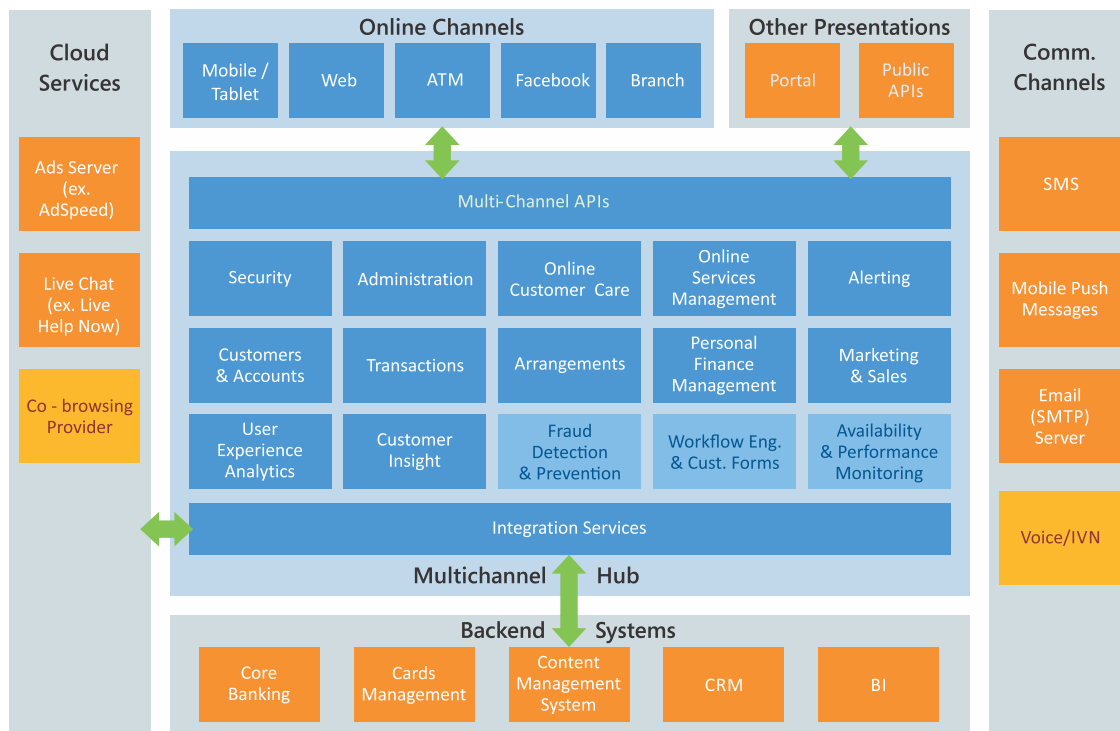 Cloud
Services
Ads Server
(ex.
AdSpeed)
Live Chat
(ex. Live
Help Now)
Co - browsing
Provider
Online Channels
Mobile /
Tablet
Web
ATM
Facebook
Branch
Other Presentations
Portal
Public
APIs
Multi-Channel APIs
Security
Administration
Online
Customer Care
Online
Services
Management
Alerting
Customers
& Accounts
Transactions
Arrangements
Personal
Finance
Management
Marketing
& Sales
User
Experience
Analytics
Customer
Insight
Fraud
Detection
& Prevention
Workflow Eng.
& Cust. Forms
Availability
& Performance
Monitoring
Integration Services
Multichannel Hub
Backend Systems
Core
Banking
Cards
Management
Content
Management
System
CRM
BI
Comm.
Channels
SMS
Mobile Push
Messages
Email
(SMTP)
Server
Voice/IVN